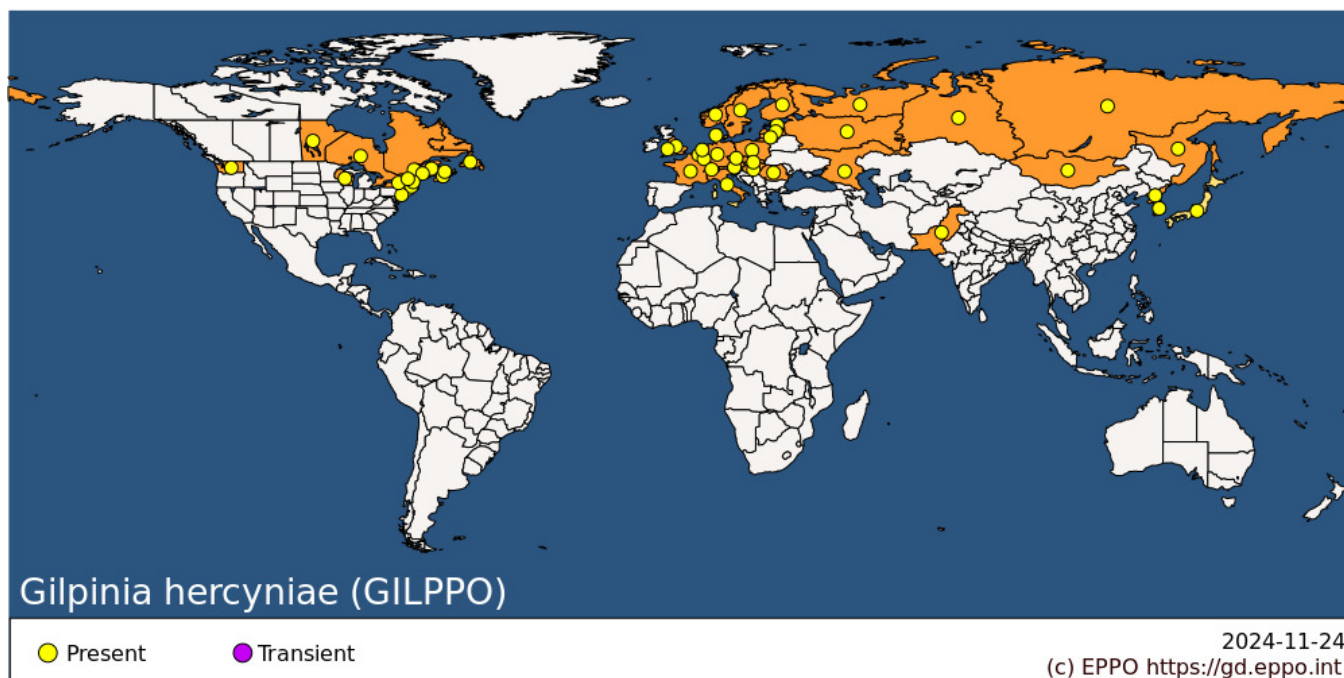 Gilpinia hercyniae (GILPPO)
Present
Transient
2024-11-24
(c) EPPO https://gd.eppo.int